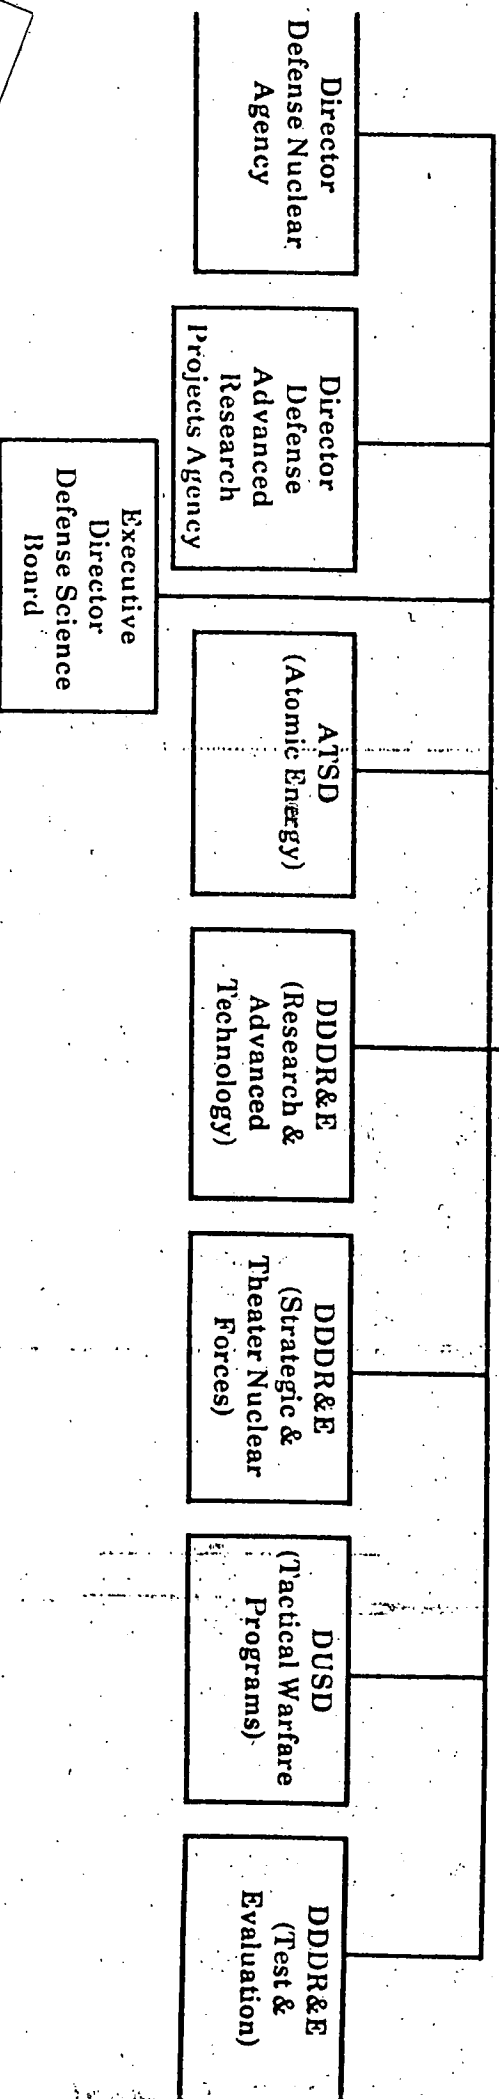 Director
Defense Nuclear
Agency
Director
Defense
Advanced
Research
Projects Agency
Executive
Director
Defense Science
Board
ATSD
(Atomic Energy)
DDDR&E
(Research &
Advanced
Technology)
DDDR&E
(Strategic &
Theater Nuclear
Forces)
DUSD
(Tactical Warfare
Programs)
DDDR&E
(Test &
Evaluation)